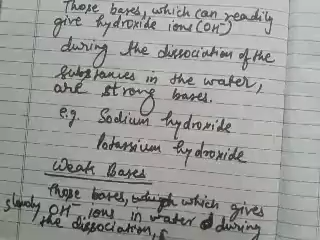 Those bases, which can readily
give hydroxide ions (OH⁻)
during the dissociation of the
substances in the water,
are strong bases.
e.g. Sodium hydroxide
Potassium hydroxide
Weak Bases
Those bases, which gives
slowly OH⁻ ions in water during
the dissociation,